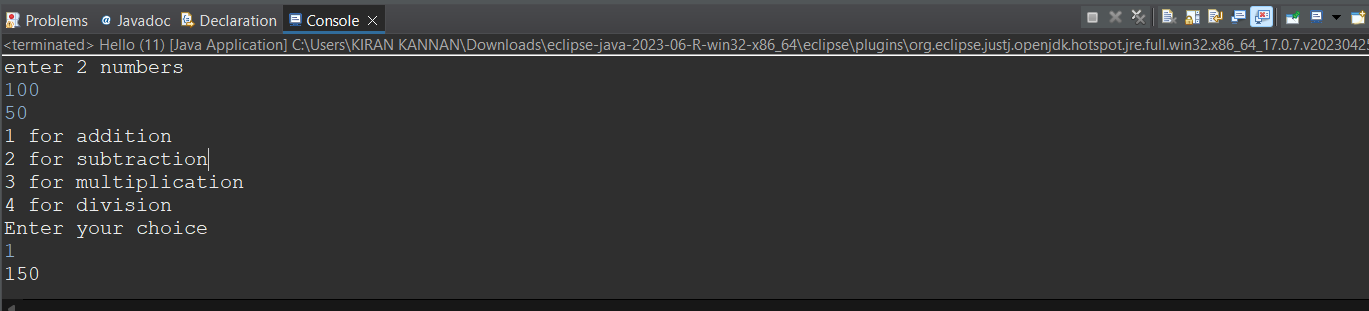 Problems @ Javadoc Declaration Console
<terminated> Hello (11) [Java Application] C:\Users\KIRAN KANNAN\Downloads\eclipse-java-2023-06-R-win32-x86_64\eclipse\plugins\org.eclipse.justj.openjdk.hotspot.jre.full.win32.x86_64_17.0.7.v20230425
enter 2 numbers
100
50
1 for addition
2 for subtraction
3 for multiplication
4 for division
Enter your choice
1
150